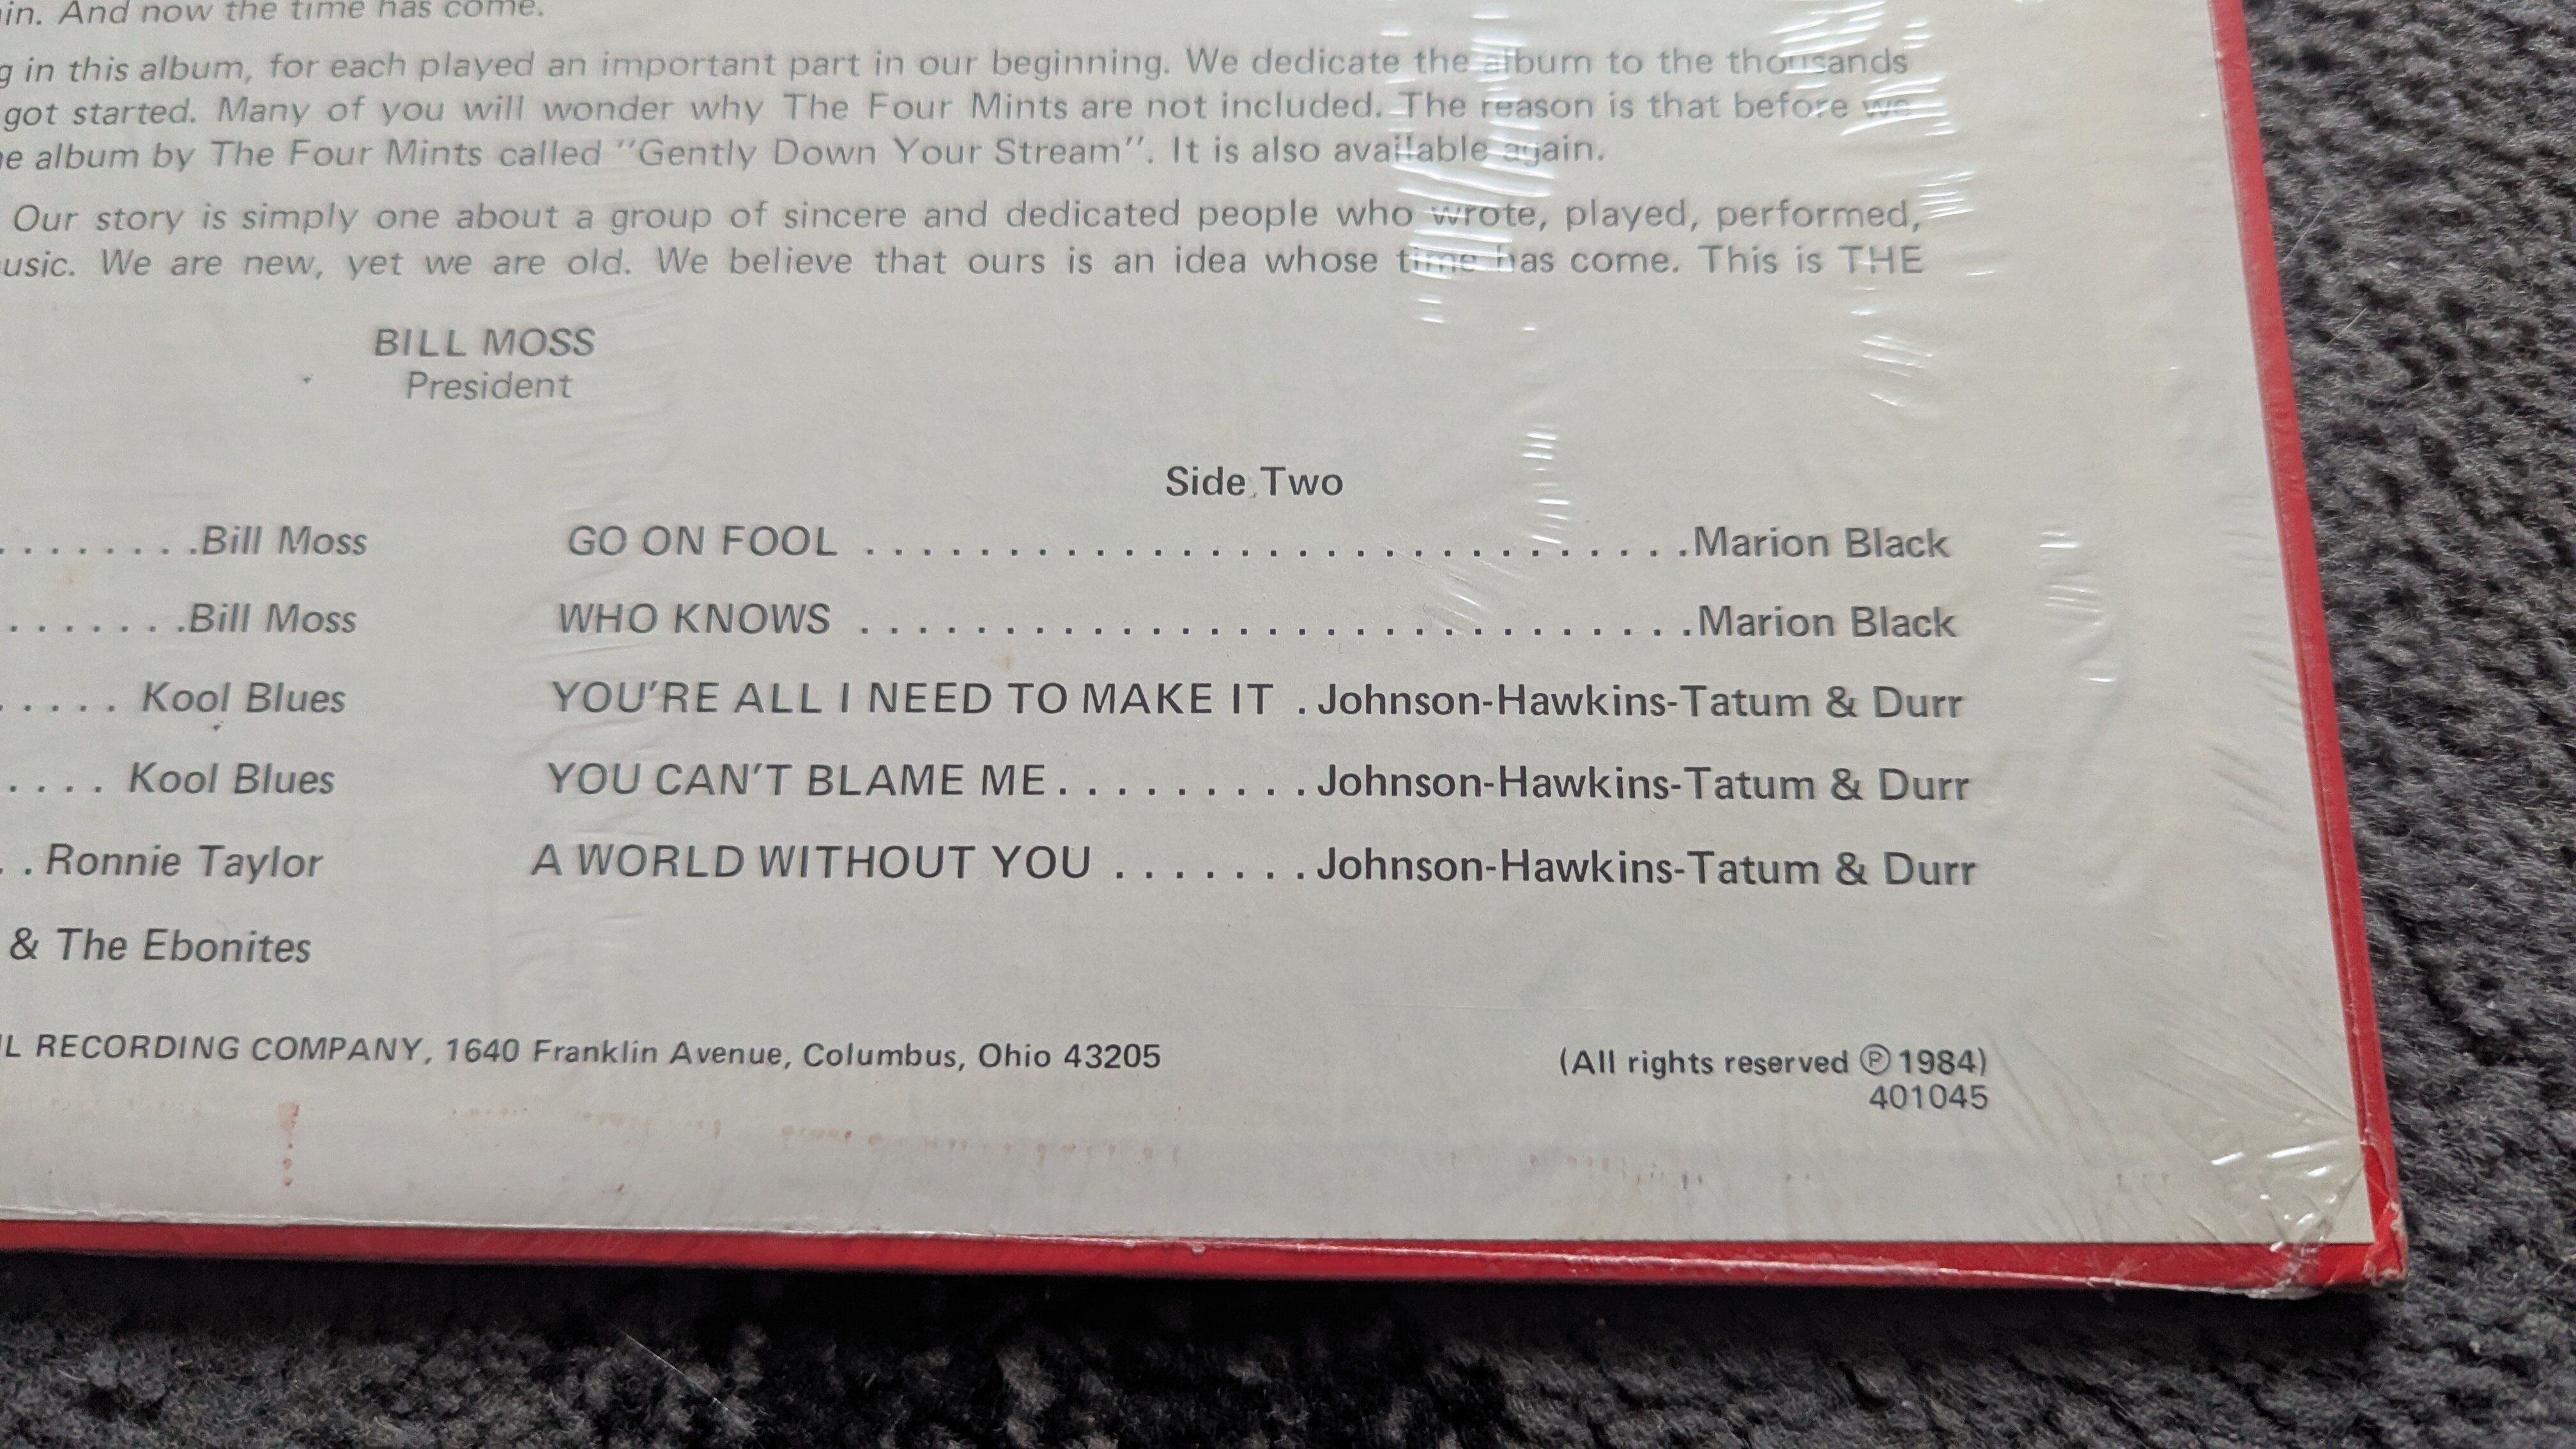 in. And now the time has come.
g in this album, for each played an important part in our beginning. We dedicate the album to the thousands
got started. Many of you will wonder why The Four Mints are not included. The reason is that before we
e album by The Four Mints called "Gently Down Your Stream". It is also available again.
Our story is simply one about a group of sincere and dedicated people who wrote, played, performed,
usic. We are new, yet we are old. We believe that ours is an idea whose time has come. This is THE
BILL MOSS
President
Side Two
. . . . . . . .Bill Moss GO ON FOOL . . . . . . . . . . . . . . . . . . . . . . . . . . . . .Marion Black
. . . . . . .Bill Moss WHO KNOWS . . . . . . . . . . . . . . . . . . . . . . . . . . . . .Marion Black
. . . . . Kool Blues YOU'RE ALL I NEED TO MAKE IT . Johnson-Hawkins-Tatum & Durr
. . . . Kool Blues YOU CAN'T BLAME ME. . . . . . . . . Johnson-Hawkins-Tatum & Durr
. . Ronnie Taylor A WORLD WITHOUT YOU . . . . . . . Johnson-Hawkins-Tatum & Durr
& The Ebonites
L RECORDING COMPANY, 1640 Franklin Avenue, Columbus, Ohio 43205
(All rights reserved ℗ 1984)
401045